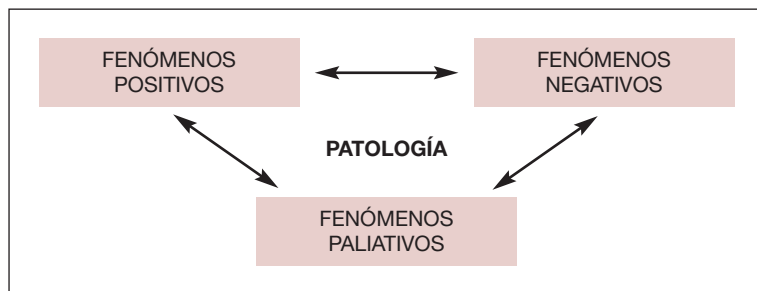 FENÓMENOS
POSITIVOS
FENÓMENOS
NEGATIVOS
PATOLOGÍA
FENÓMENOS
PALIATIVOS